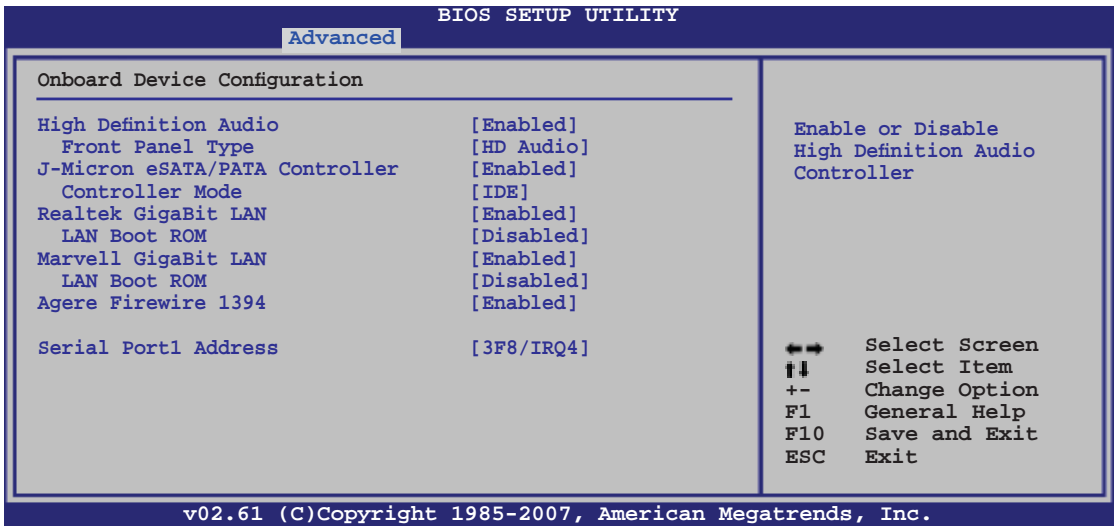 BIOS SETUP UTILITY
Advanced
Onboard Device Configuration
High Definition Audio [Enabled]
Front Panel Type [HD Audio]
J-Micron eSATA/PATA Controller [Enabled]
Controller Mode [IDE]
Realtek GigaBit LAN [Enabled]
LAN Boot ROM [Disabled]
Marvell GigaBit LAN [Enabled]
LAN Boot ROM [Disabled]
Agere Firewire 1394 [Enabled]
Serial Port1 Address [3F8/IRQ4]
Enable or Disable
High Definition Audio
Controller
←→ Select Screen
↑↓ Select Item
+- Change Option
F1 General Help
F10 Save and Exit
ESC Exit
v02.61 (C)Copyright 1985-2007, American Megatrends, Inc.